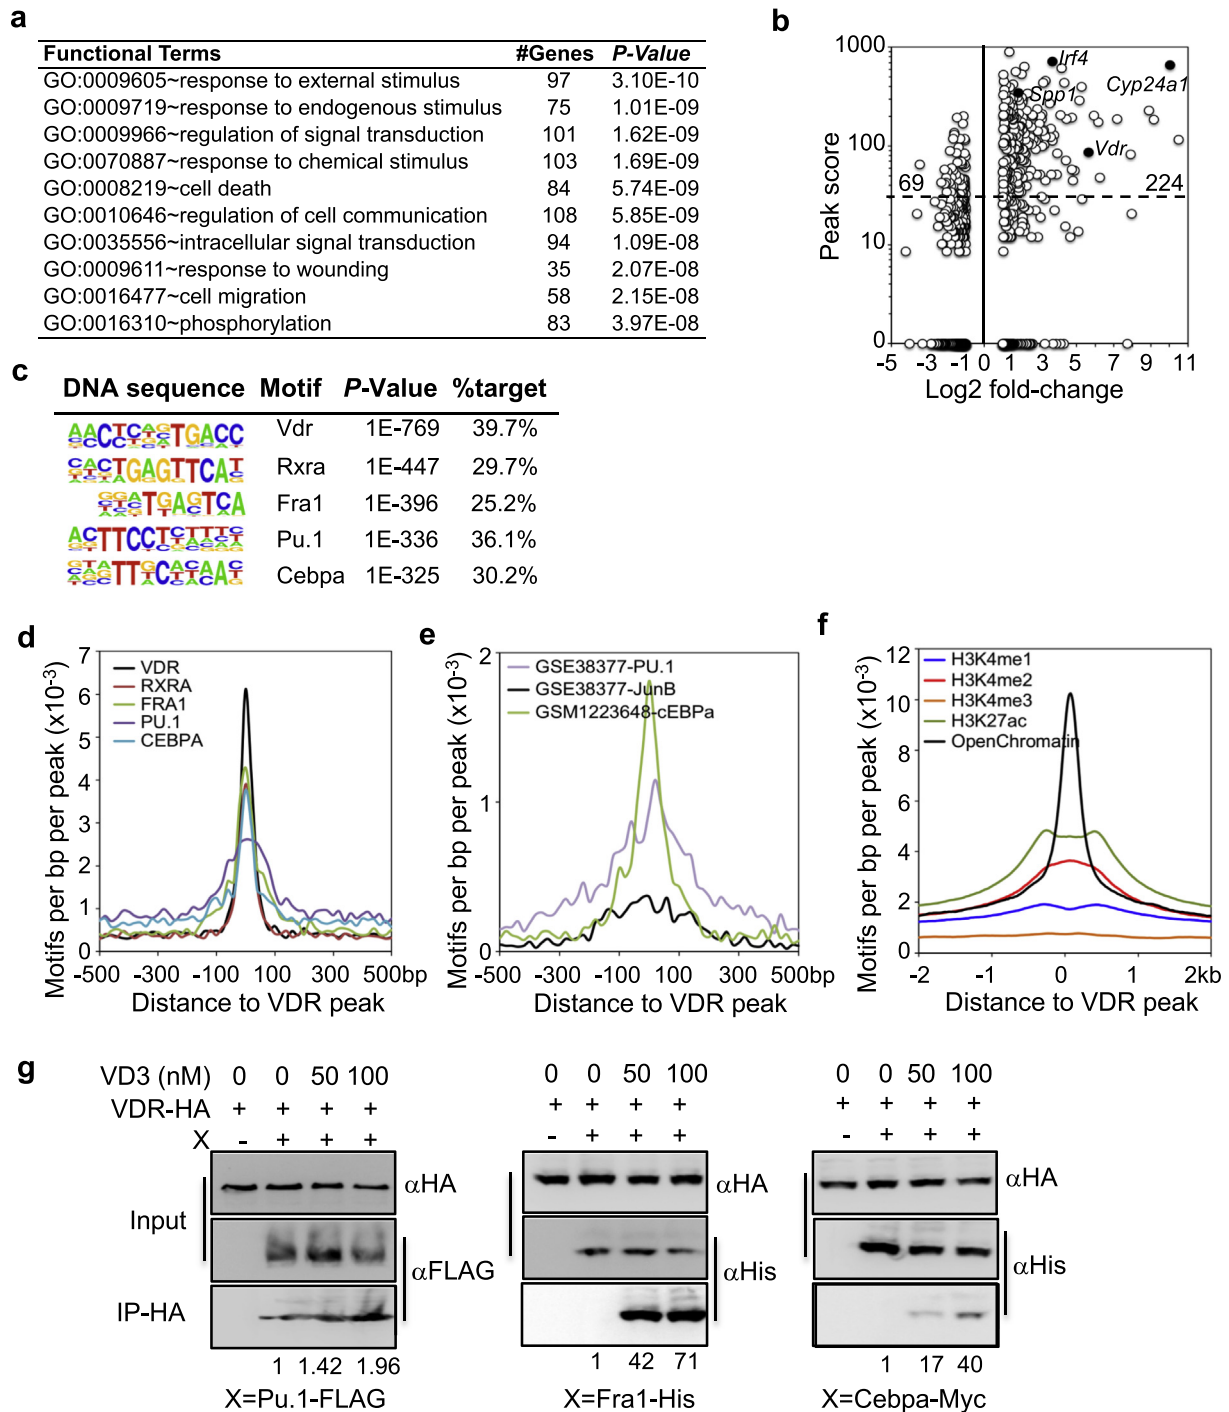 a
Functional Terms #Genes P-Value
GO:0009605~response to external stimulus 97 3.10E-10
GO:0009719~response to endogenous stimulus 75 1.01E-09
GO:0009966~regulation of signal transduction 101 1.62E-09
GO:0070887~response to chemical stimulus 103 1.69E-09
GO:0008219~cell death 84 5.74E-09
GO:0010646~regulation of cell communication 108 5.85E-09
GO:0035556~intracellular signal transduction 94 1.09E-08
GO:0009611~response to wounding 35 2.07E-08
GO:0016477~cell migration 58 2.15E-08
GO:0016310~phosphorylation 83 3.97E-08
b
Peak score
1000
100
10
0
Irf4
Spp1
Cyp24a1
Vdr
69
224
-5 -3 -1 0 1 3 5 7 9 11
Log2 fold-change
c
DNA sequence Motif P-Value %target
Vdr 1E-769 39.7%
Rxra 1E-447 29.7%
Fra1 1E-396 25.2%
Pu.1 1E-336 36.1%
Cebpa 1E-325 30.2%
d
Motifs per bp per peak (x10-3)
7
6
5
4
3
2
1
0
VDR
RXRA
FRA1
PU.1
CEBPA
-500 -300 -100 100 300 500bp
Distance to VDR peak
e
Motifs per bp per peak (x10-3)
2
1
0
GSE38377-PU.1
GSE38377-JunB
GSM1223648-cEBPa
-500 -300 -100 100 300 500bp
Distance to VDR peak
f
Motifs per bp per peak (x10-3)
12
10
8
6
4
2
0
H3K4me1
H3K4me2
H3K4me3
H3K27ac
OpenChromatin
-2 -1 0 1 2kb
Distance to VDR peak
g
VD3 (nM) 0 0 50 100
VDR-HA + + + +
X - + + +
Input
αHA
αFLAG
IP-HA
1 1.42 1.96
X=Pu.1-FLAG
0 0 50 100
+ + + +
- + + +
αHA
αHis
1 42 71
X=Fra1-His
0 0 50 100
+ + + +
- + + +
αHA
αHis
1 17 40
X=Cebpa-Myc